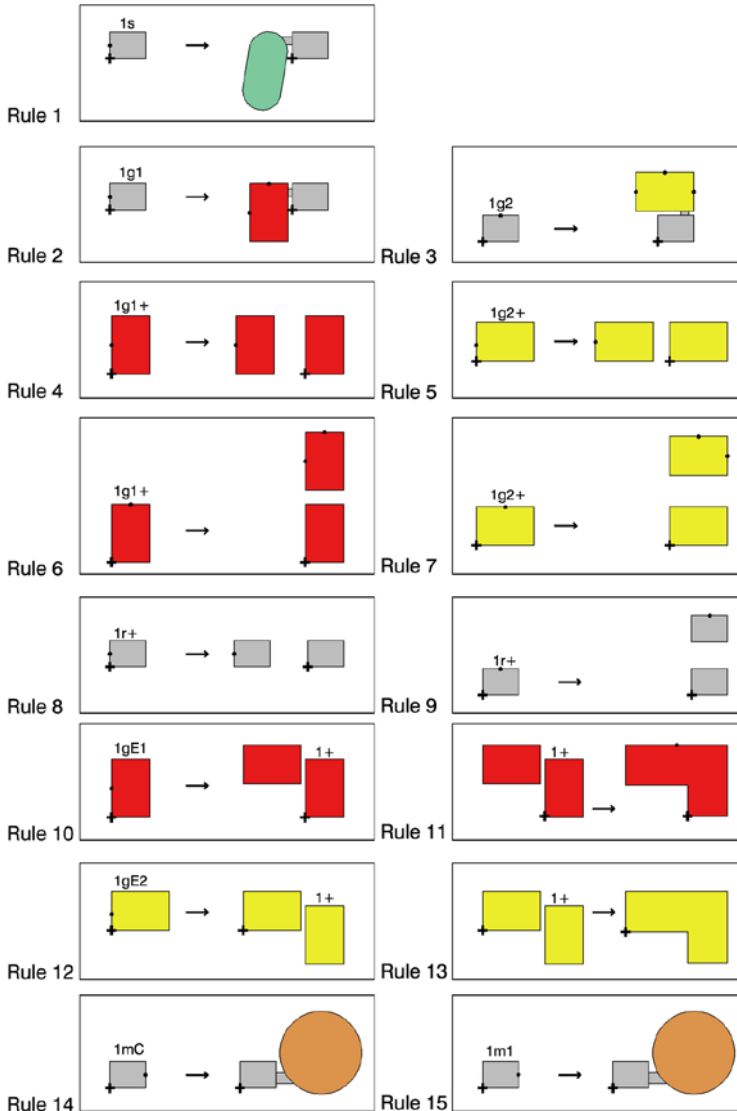 1s
Rule 1
1g1
Rule 2
1g2
Rule 3
1g1+
Rule 4
1g2+
Rule 5
1g1+
Rule 6
1g2+
Rule 7
1r+
Rule 8
1r+
Rule 9
1gE1
1+
Rule 10
1+
Rule 11
1gE2
1+
Rule 12
1+
Rule 13
1mC
Rule 14
1m1
Rule 15